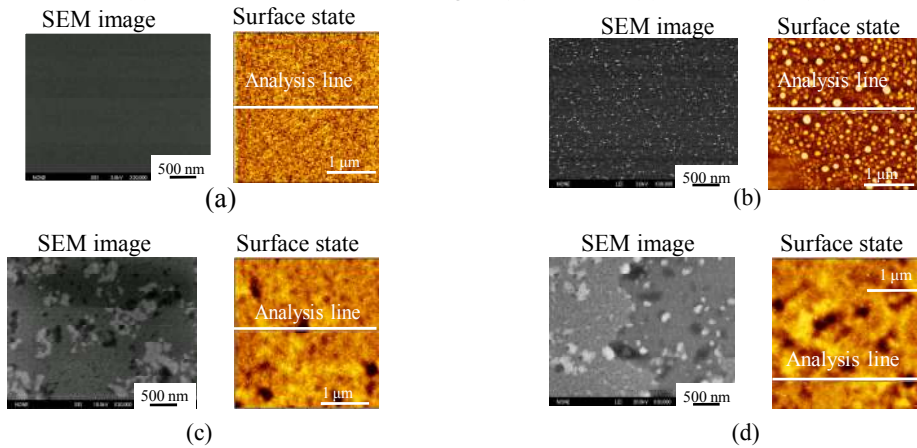 SEM image
Surface state
Analysis line
500 nm
1 μm
(a)
SEM image
Surface state
Analysis line
500 nm
1 μm
(b)
SEM image
Surface state
Analysis line
500 nm
1 μm
(c)
SEM image
Surface state
1 μm
Analysis line
500 nm
(d)